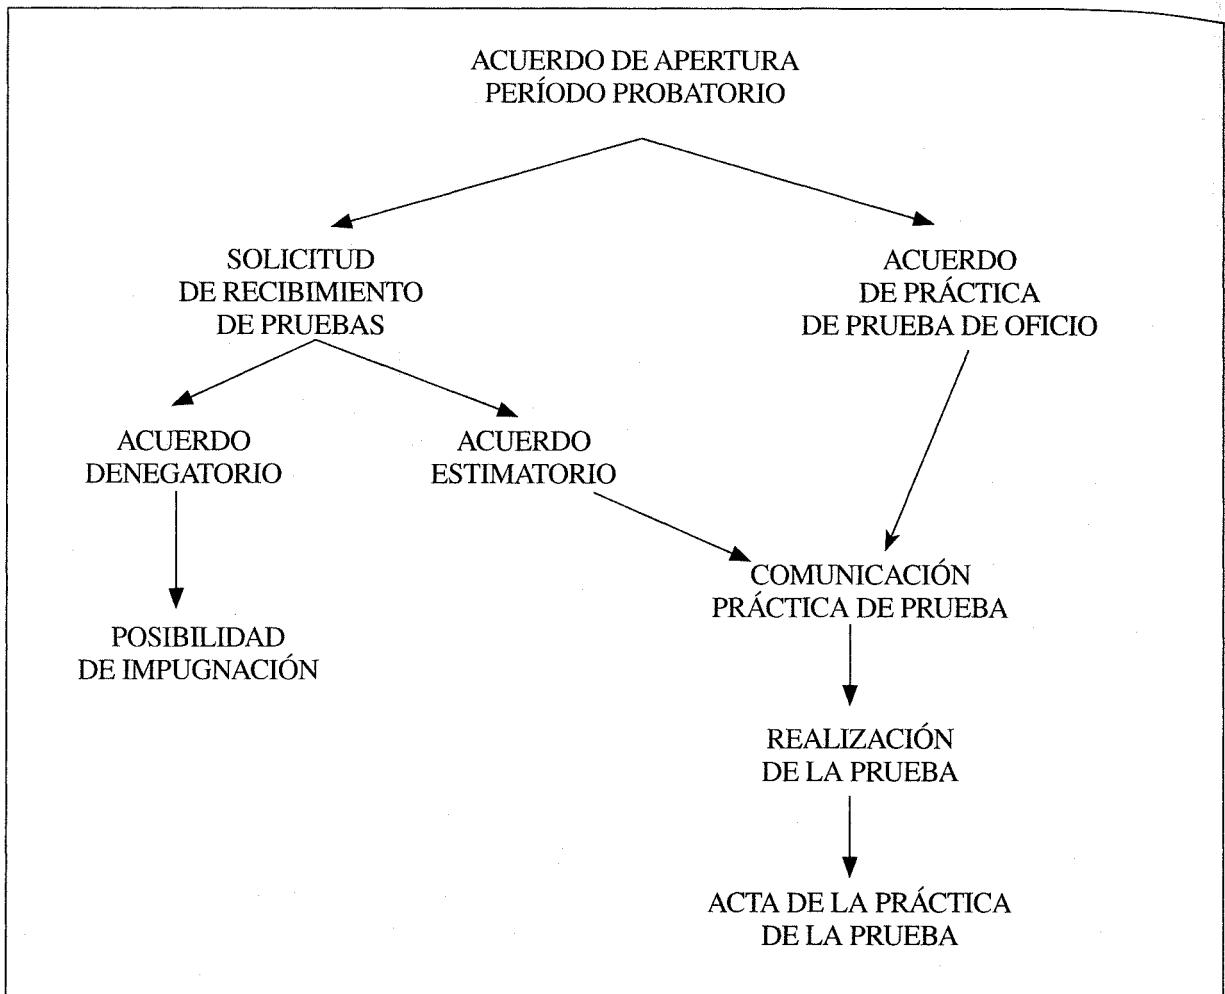 ACUERDO DE APERTURA
PERÍODO PROBATORIO
SOLICITUD
DE RECIBIMIENTO
DE PRUEBAS
ACUERDO
DE PRÁCTICA
DE PRUEBA DE OFICIO
ACUERDO
DENEGATORIO
ACUERDO
ESTIMATORIO
COMUNICACIÓN
PRÁCTICA DE PRUEBA
POSIBILIDAD
DE IMPUGNACIÓN
REALIZACIÓN
DE LA PRUEBA
ACTA DE LA PRÁCTICA
DE LA PRUEBA